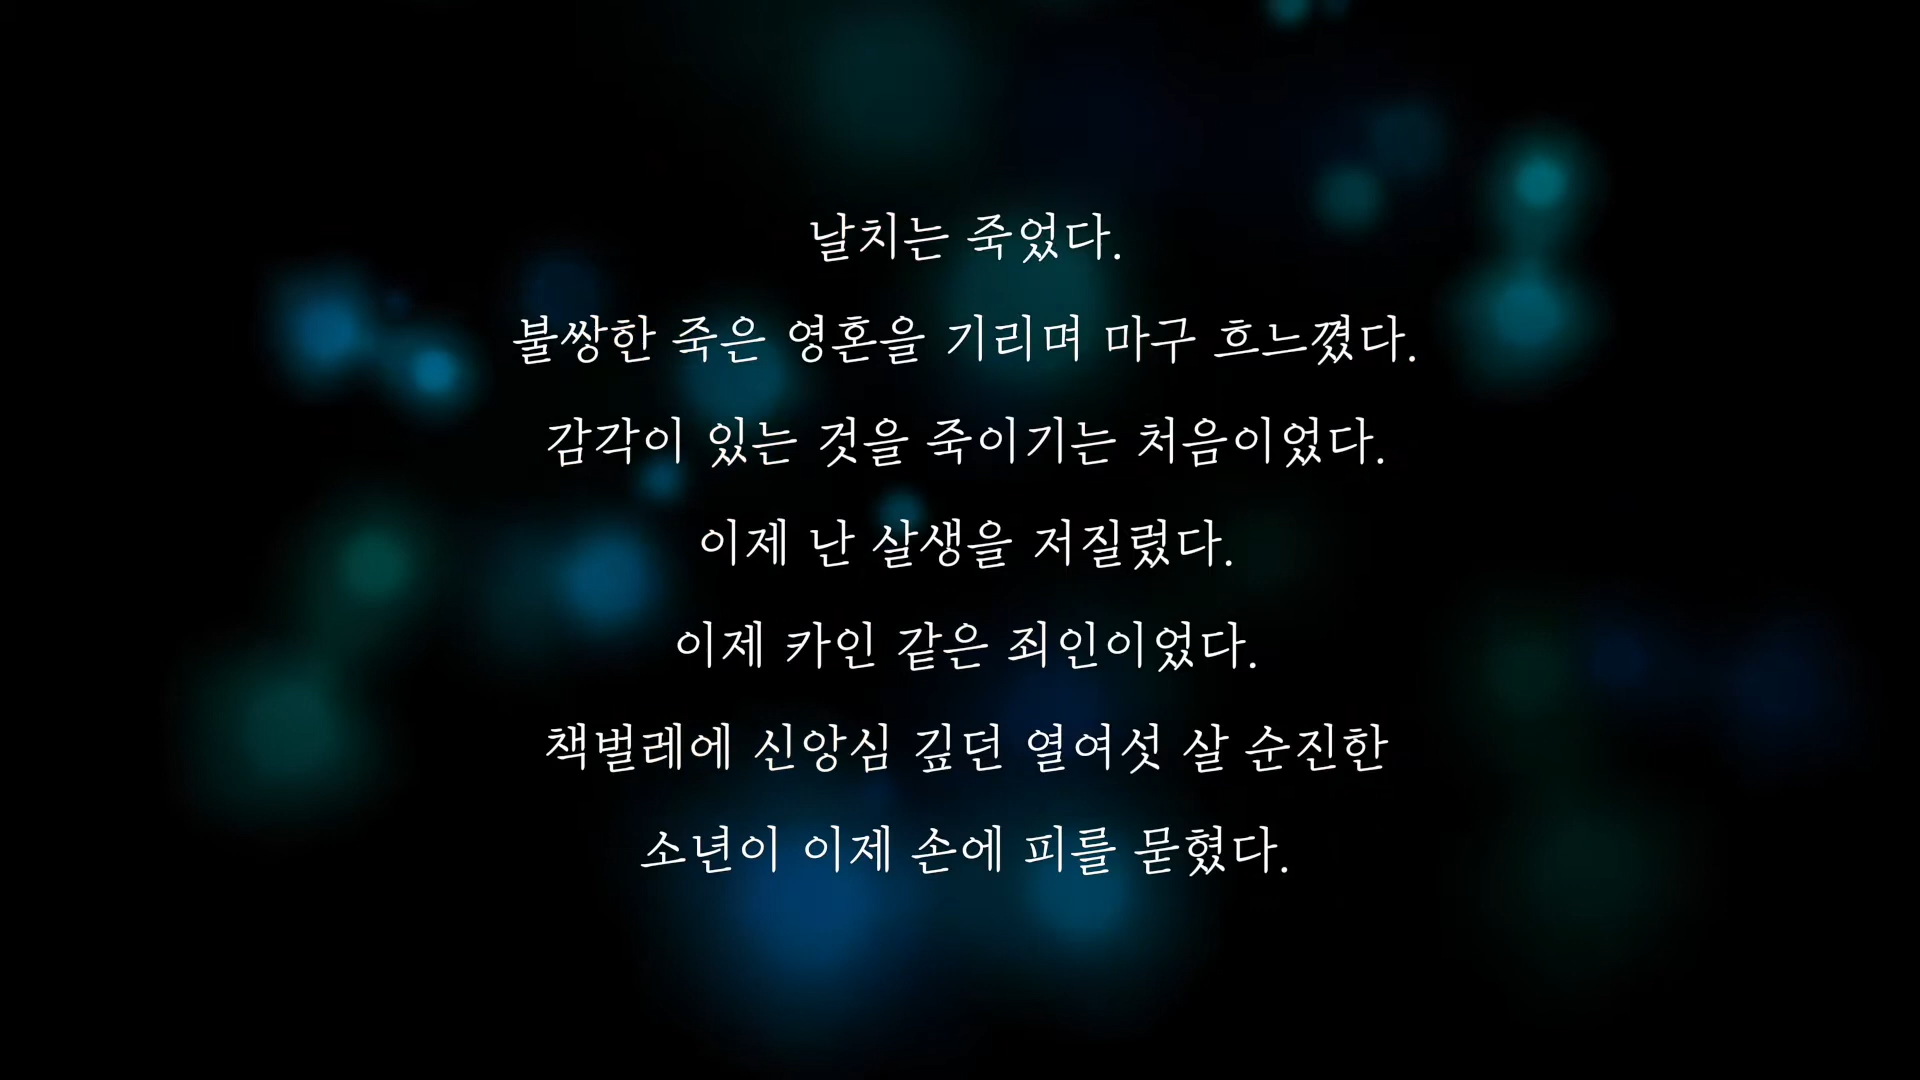 날치는 죽었다.
불쌍한 죽은 영혼을 기리며 마구 흐느꼈다.
감각이 있는 것을 죽이기는 처음이었다.
이제 난 살생을 저질렀다.
이제 카인 같은 죄인이었다.
책벌레에 신앙심 깊던 열여섯 살 순진한
소년이 이제 손에 피를 묻혔다.